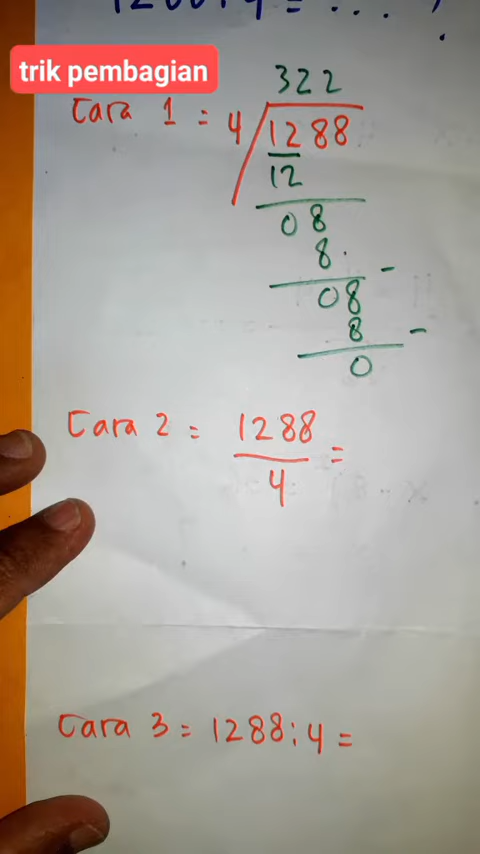 trik pembagian
322
Cara 1 = 4 1288
12
08
8 -
08
8 -
0
Cara 2 = 1288 =
4
Cara 3 = 1288 : 4 =